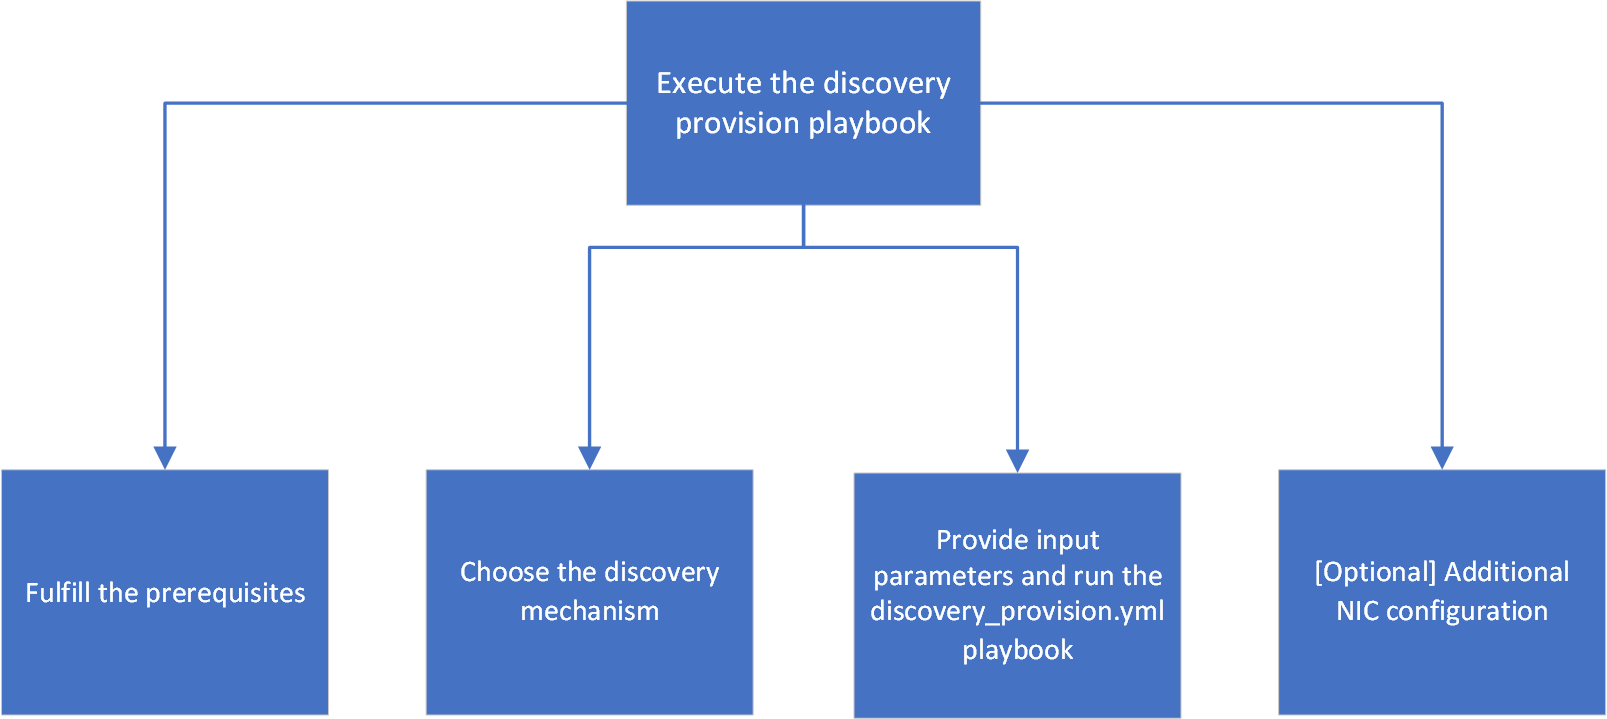 Execute the discovery
provision playbook
Fulfill the prerequisites
Choose the discovery
mechanism
Provide input
parameters and run the
discovery_provision.yml
playbook
[Optional] Additional
NIC configuration